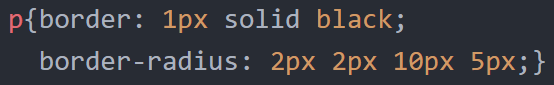 p{border: 1px solid black;
border-radius: 2px 2px 10px 5px;}